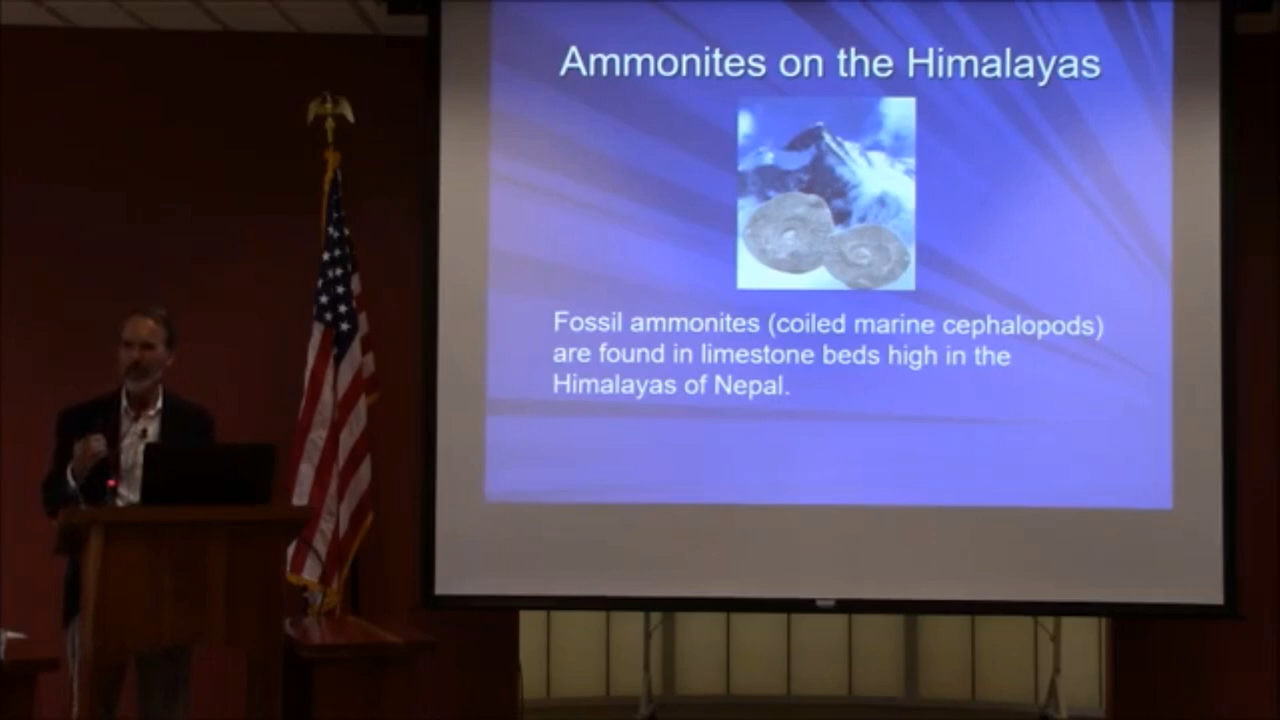 Ammonites on the Himalayas
Fossil ammonites (coiled marine cephalopods)
are found in limestone beds high in the
Himalayas of Nepal.